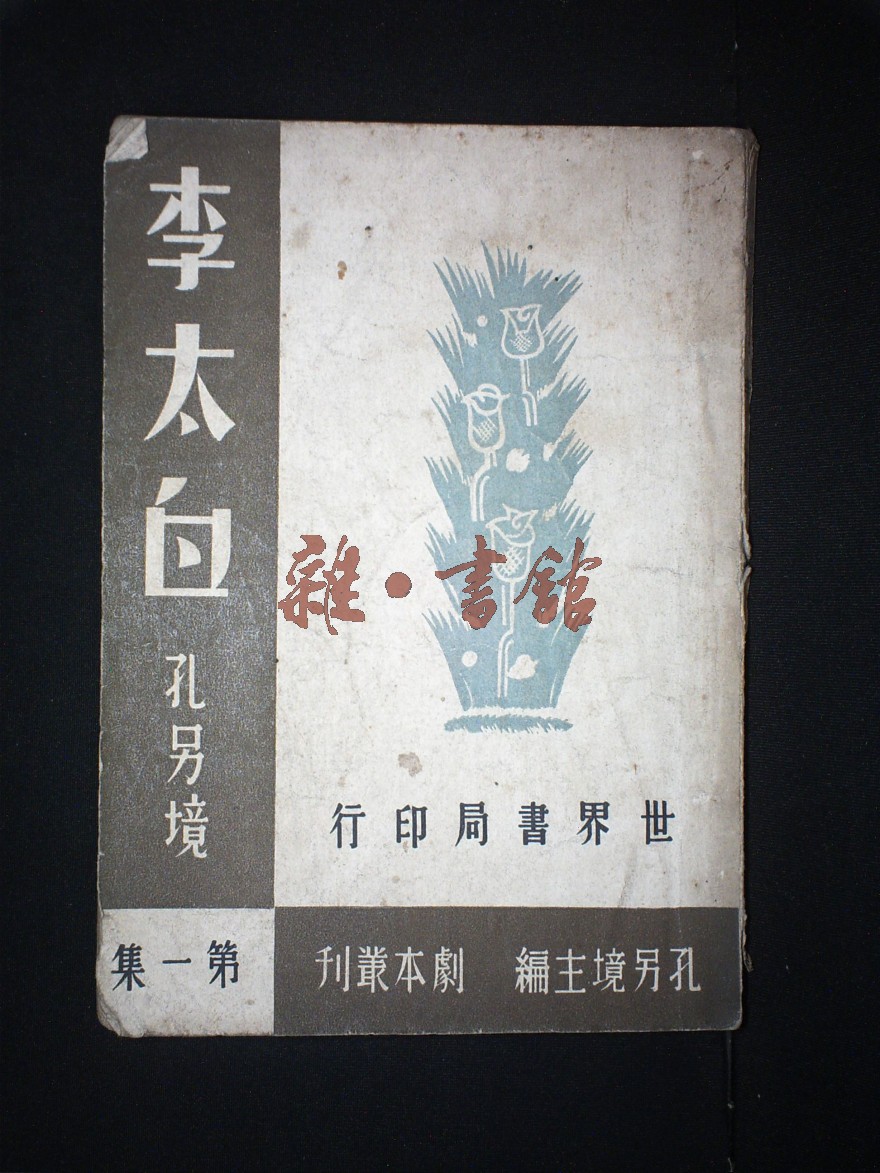 李太白
孔另境
雜·書館
世界書局印行
孔另境主編 劇本叢刊
第一集